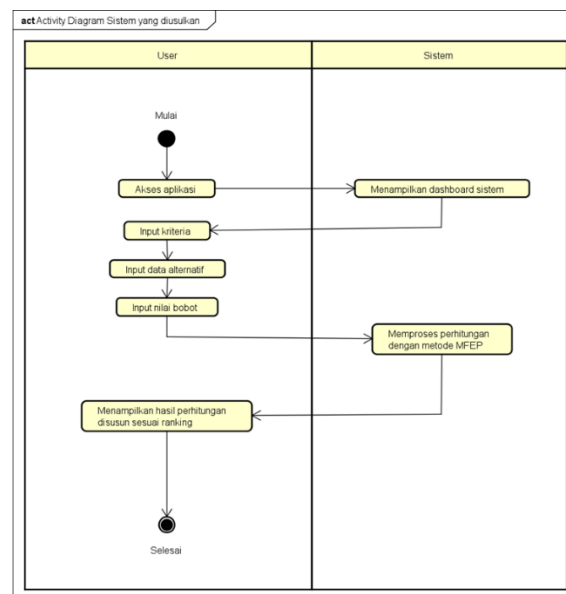 act Activity Diagram Sistem yang diusulkan
User
Sistem
Mulai
Akses aplikasi
Menampilkan dashboard sistem
Input kriteria
Input data alternatif
Input nilai bobot
Memproses perhitungan
dengan metode MFEP
Menampilkan hasil perhitungan
disusun sesuai ranking
Selesai